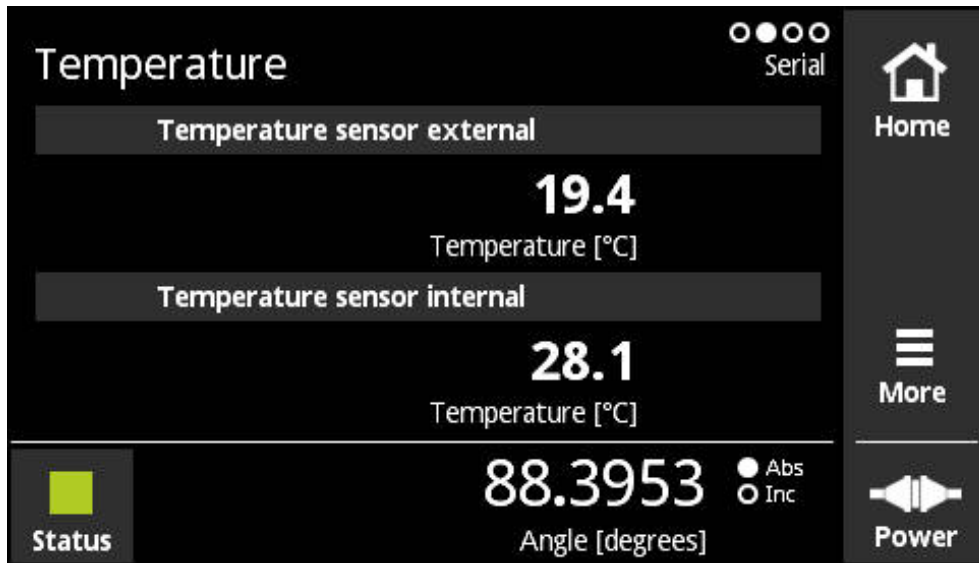 Temperature
Serial
Home
Temperature sensor external
19.4
Temperature [°C]
Temperature sensor internal
28.1
Temperature [°C]
More
88.3953
Abs
Inc
Angle [degrees]
Status
Power